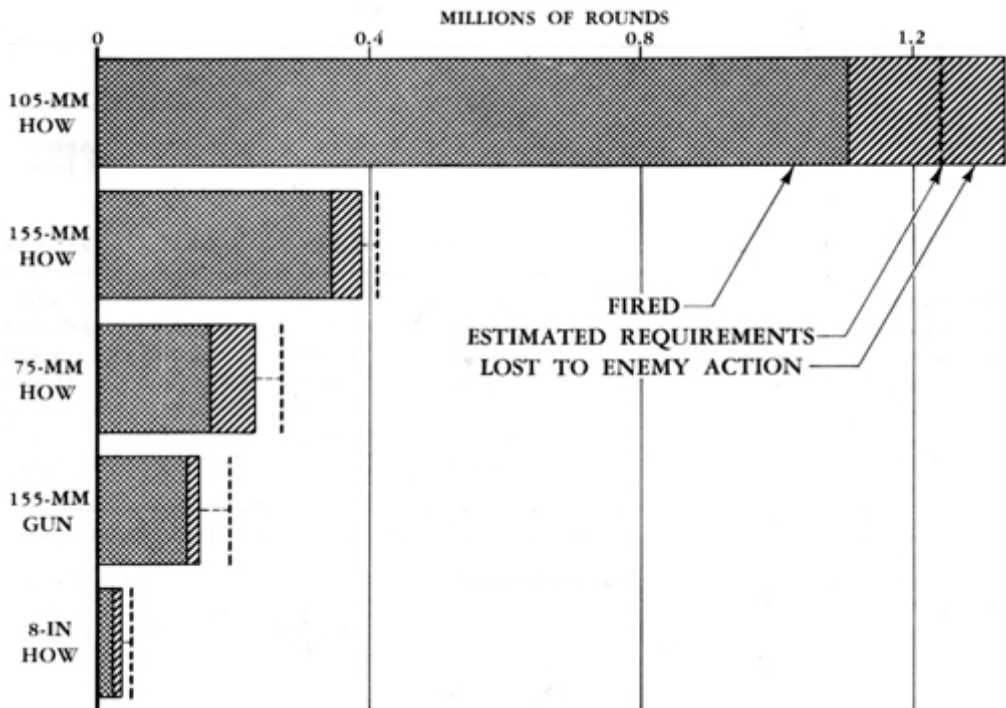 MILLIONS OF ROUNDS
0 0.4 0.8 1.2
105-MM
HOW
155-MM
HOW
FIRED
ESTIMATED REQUIREMENTS
LOST TO ENEMY ACTION
75-MM
HOW
155-MM
GUN
8-IN
HOW